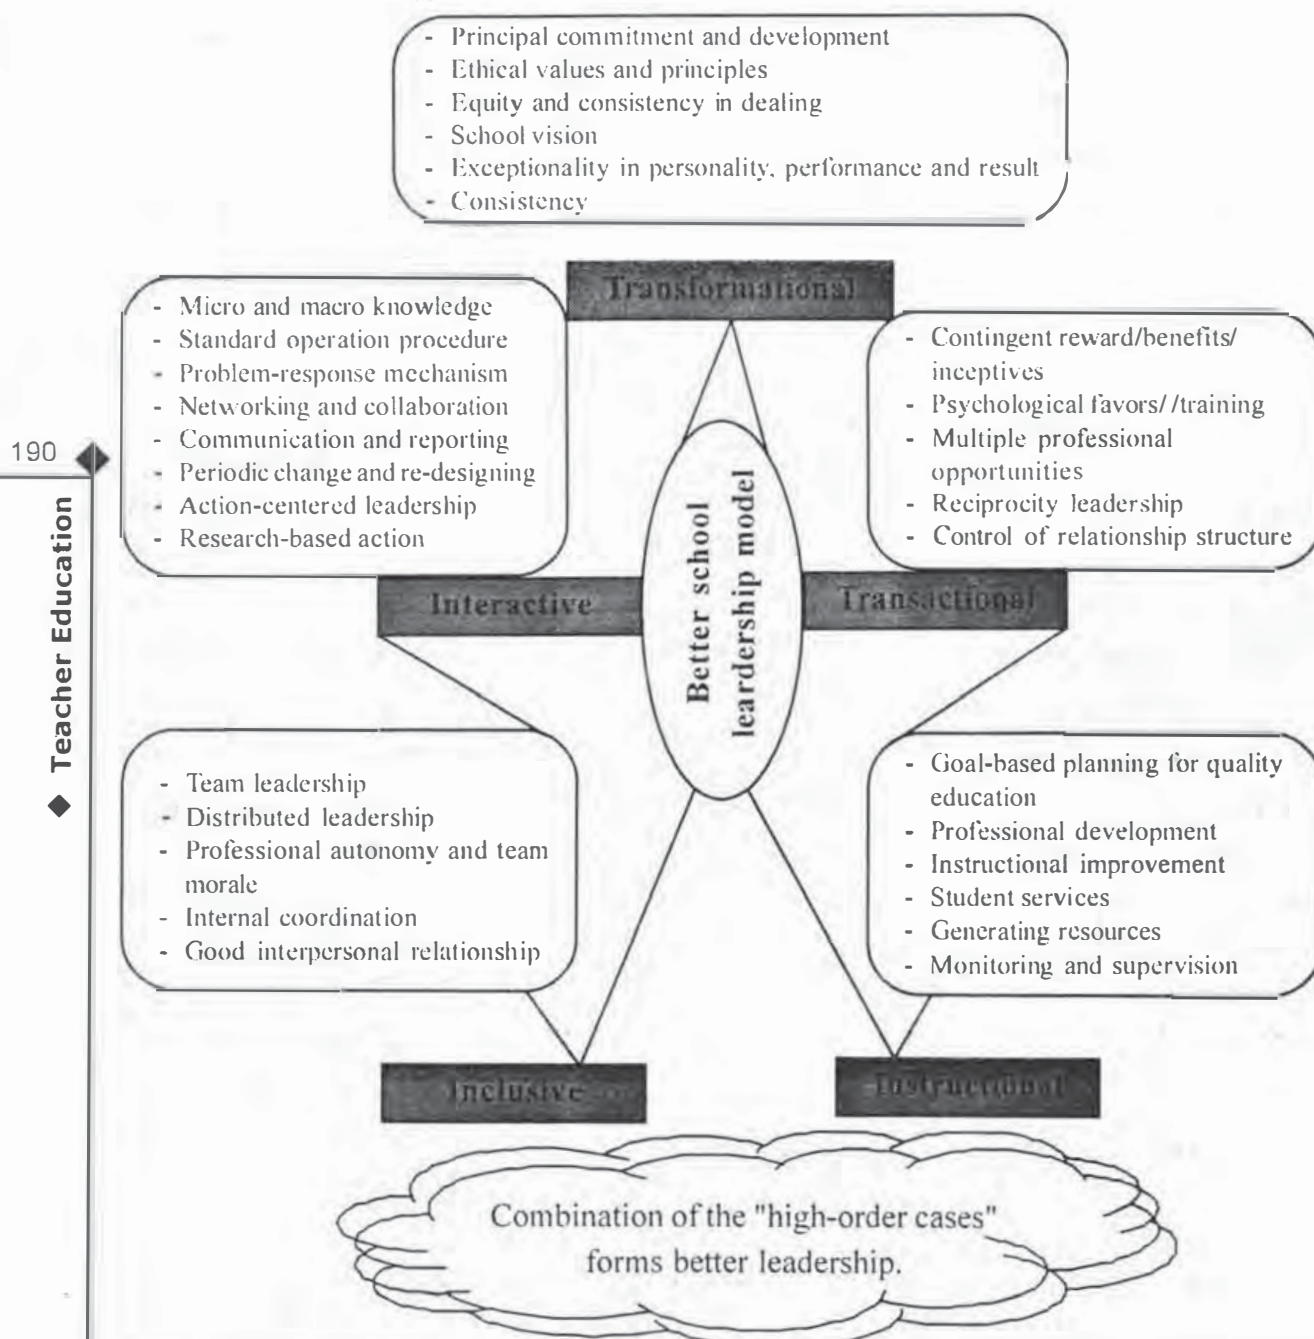 - Principal commitment and development
- Ethical values and principles
- Equity and consistency in dealing
- School vision
- Exceptionality in personality, performance and result
- Consistency
Transformational
- Micro and macro knowledge
- Standard operation procedure
- Problem-response mechanism
- Networking and collaboration
- Communication and reporting
- Periodic change and re-designing
- Action-centered leadership
- Research-based action
- Contingent reward/benefits/
inceptives
- Psychological favors/ /training
- Multiple professional
opportunities
- Reciprocity leadership
- Control of relationship structure
190
Teacher Education
Interactive
Better school
leardership model
Transactional
- Team leadership
- Distributed leadership
- Professional autonomy and team
morale
- Internal coordination
- Good interpersonal relationship
- Goal-based planning for quality
education
- Professional development
- Instructional improvement
- Student services
- Generating resources
- Monitoring and supervision
Inclusive
Instructional
Combination of the "high-order cases"
forms better leadership.